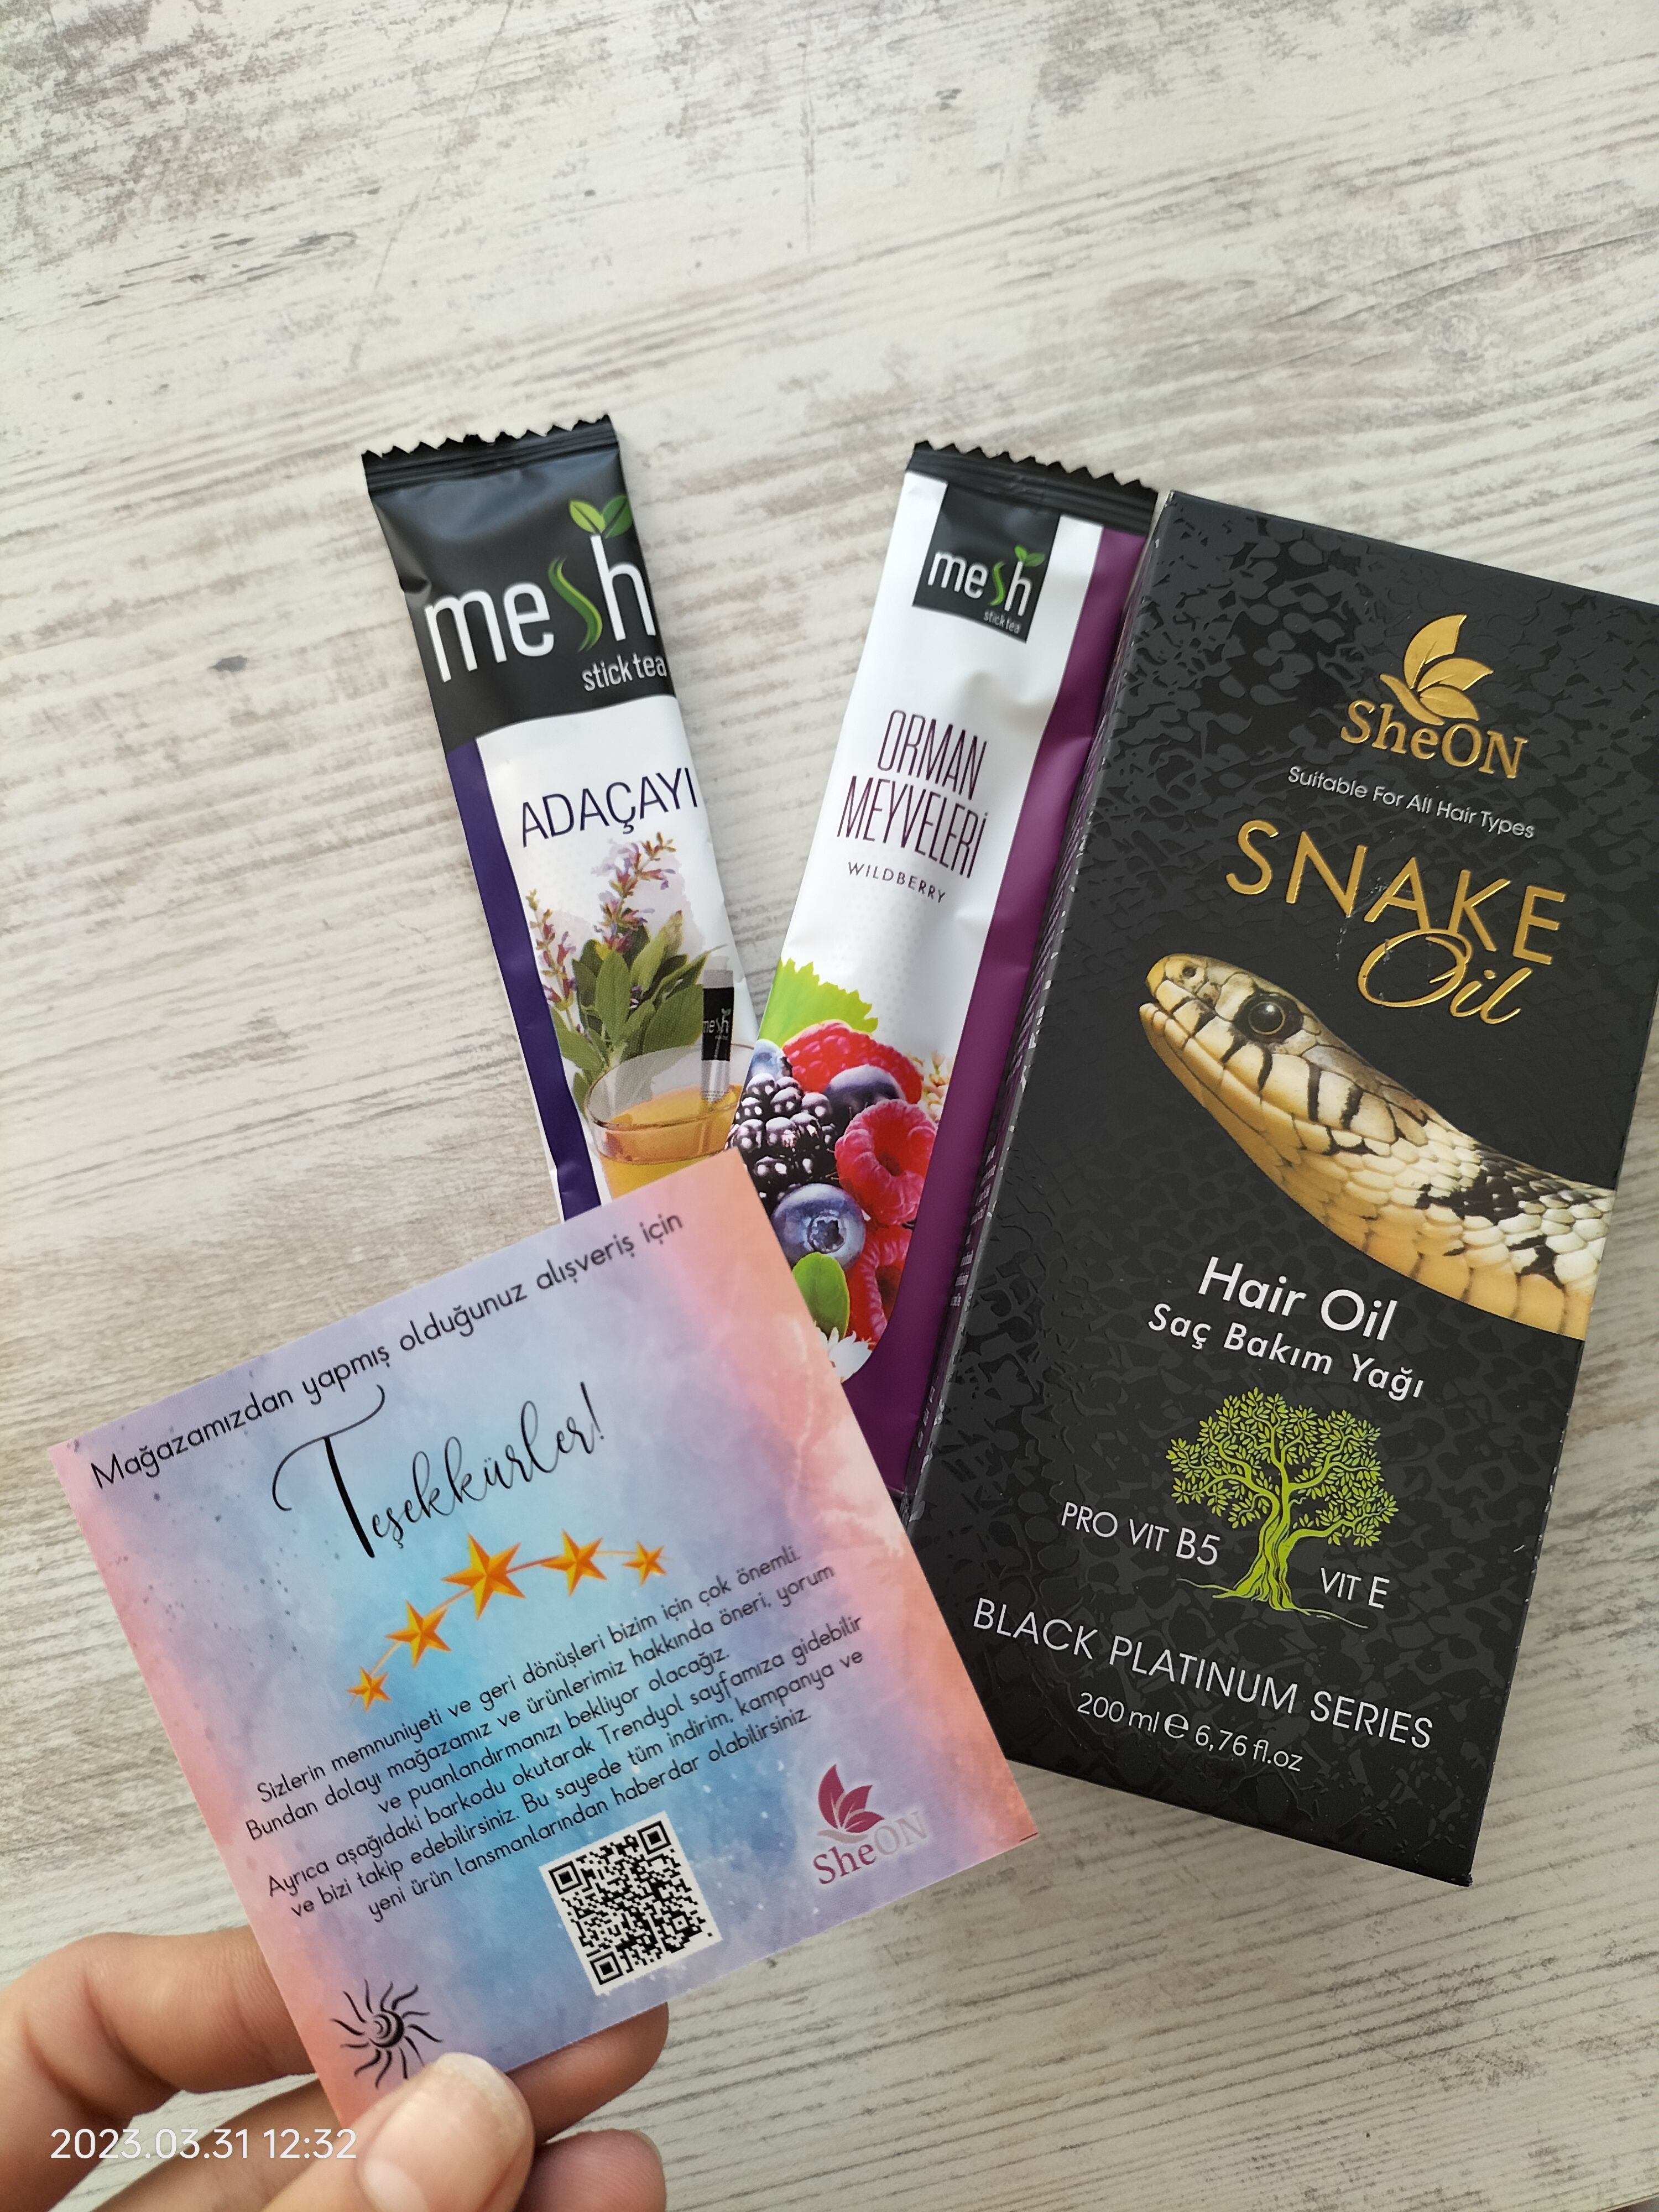 mesh
stick tea
ADAÇAYI
mesh
mesh
stick tea
ORMAN
MEYVELERİ
WILDBERRY
SheON
Suitable For All Hair Types
SNAKE
Oil
Hair Oil
Saç Bakım Yağı
PRO VIT B5
VIT E
BLACK PLATINUM SERIES
200 ml ℮ 6,76 fl.oz
Mağazamızdan yapmış olduğunuz alışveriş için
Teşekkürler!
Sizlerin memnuniyeti ve geri dönüşleri bizim için çok önemli.
Bundan dolayı mağazamız ve ürünlerimiz hakkında öneri, yorum
ve puanlandırmanızı bekliyor olacağız.
Ayrıca aşağıdaki barkodu okutarak Trendyol sayfamıza gidebilir
ve bizi takip edebilirsiniz. Bu sayede tüm indirim, kampanya ve
yeni ürün lansmanlarından haberdar olabilirsiniz.
SheON
2023.03.31 12:32